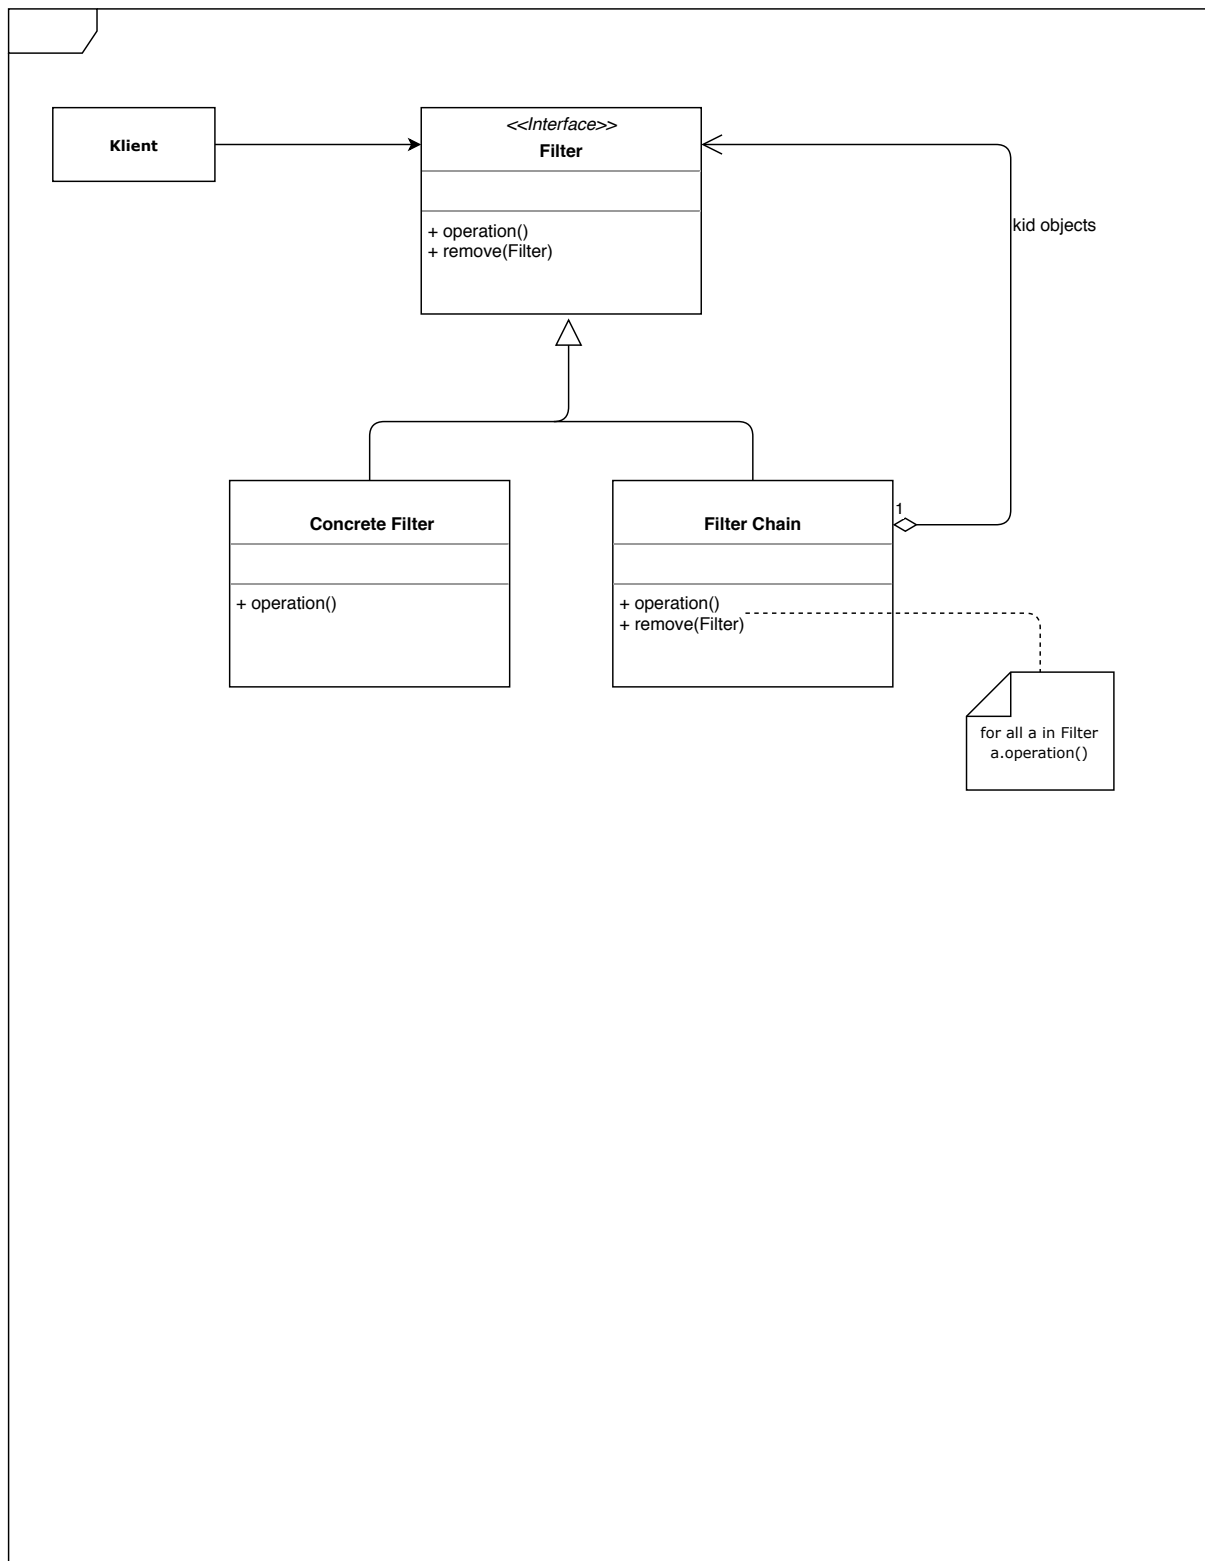 Klient
<<Interface>>
Filter
+ operation()
+ remove(Filter)
kid objects
Concrete Filter
+ operation()
Filter Chain
1
+ operation()
+ remove(Filter)
for all a in Filter
a.operation()